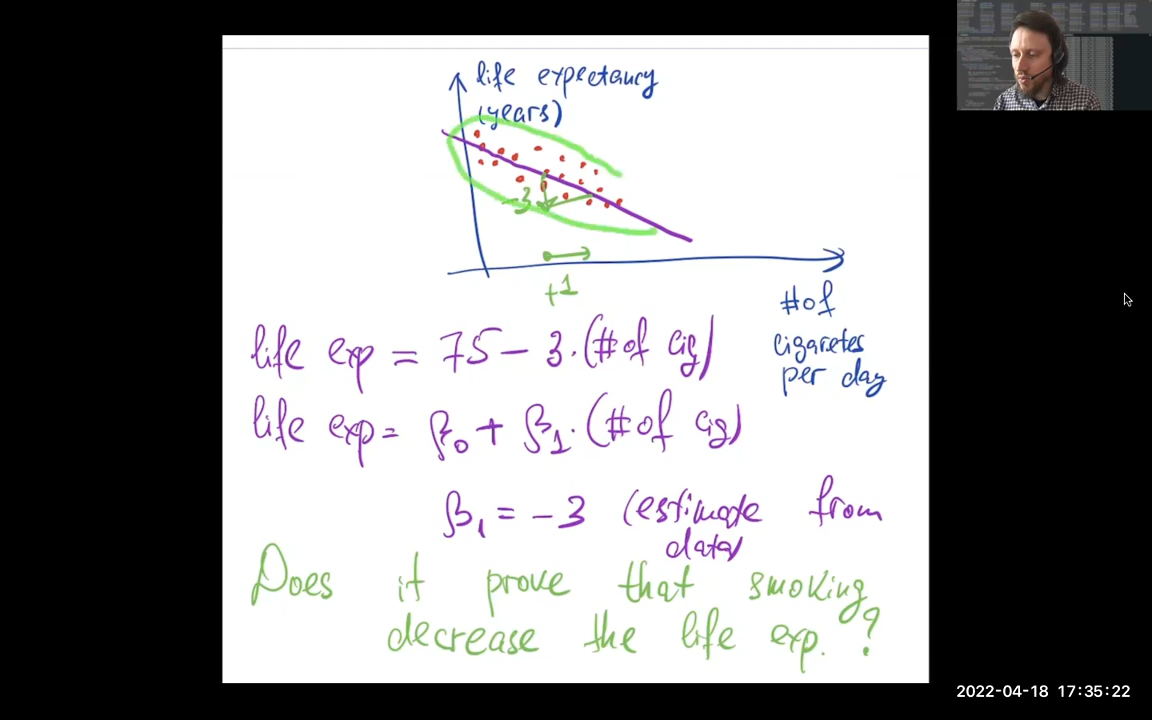 life expectancy
(years)
-3
+1
#of
cigaretes
per day
life exp = 75 - 3·(#of cig)
life exp = β₀ + β₁·(#of cig)
β₁ = -3 (estimate from
data)
Does it prove that smoking
decrease the life exp. ?
2022-04-18 17:35:22